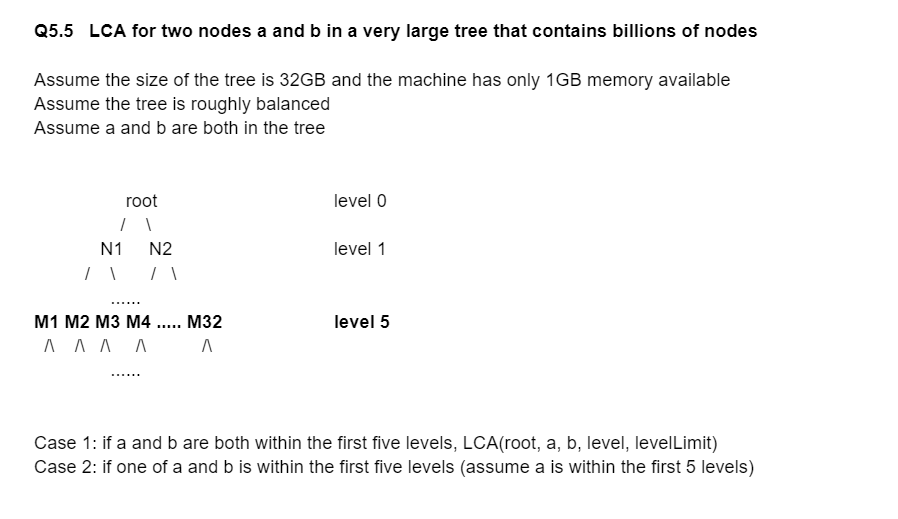 Q5.5 LCA for two nodes a and b in a very large tree that contains billions of nodes
Assume the size of the tree is 32GB and the machine has only 1GB memory available
Assume the tree is roughly balanced
Assume a and b are both in the tree
root level 0
/ \
N1 N2 level 1
/ \ / \
......
M1 M2 M3 M4 ..... M32 level 5
/\ /\ /\ /\ /\
......
Case 1: if a and b are both within the first five levels, LCA(root, a, b, level, levelLimit)
Case 2: if one of a and b is within the first five levels (assume a is within the first 5 levels)